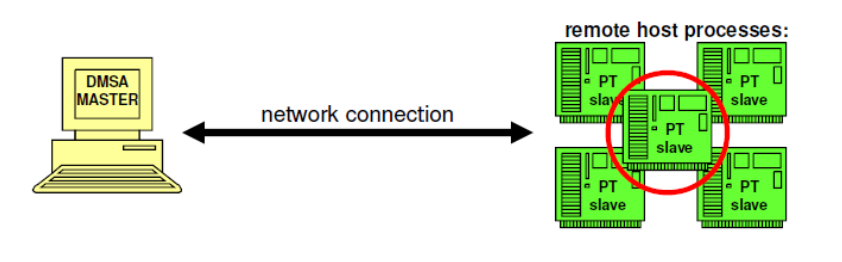 remote host processes:
DMSA
MASTER
network connection
PT
slave
PT
slave
PT
slave
PT
slave
PT
slave